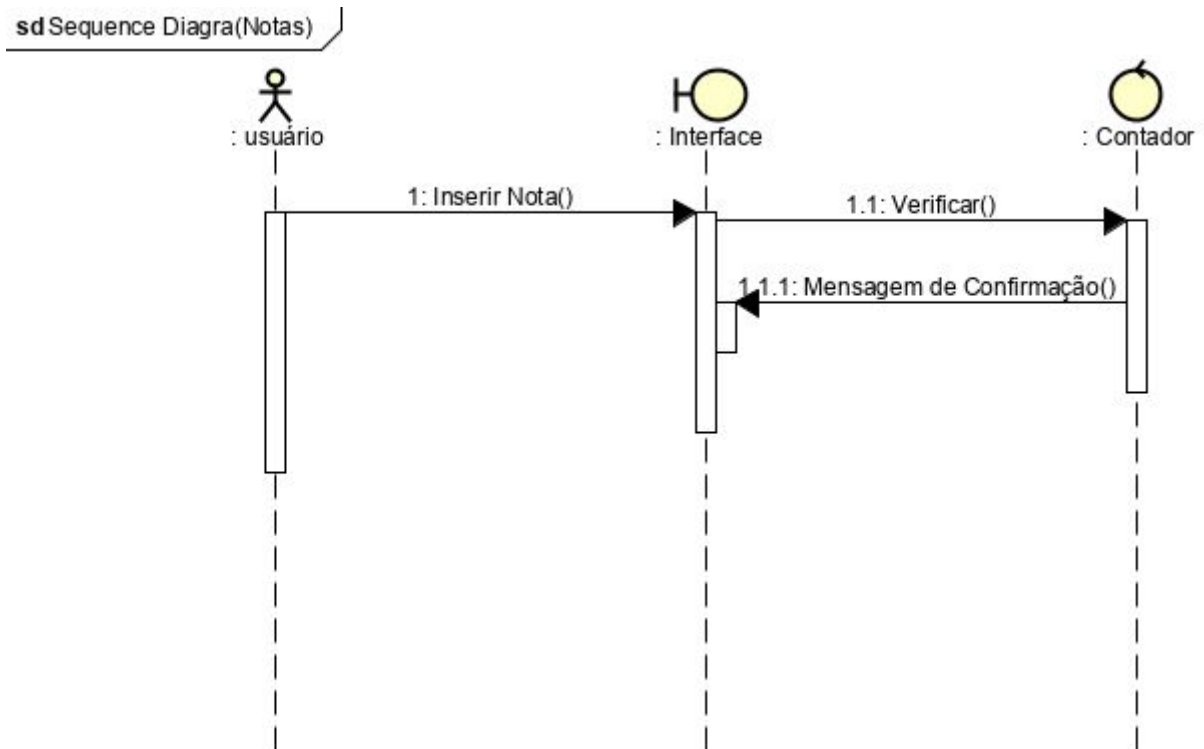 sd Sequence Diagra(Notas)
: usuário
: Interface
: Contador
1: Inserir Nota()
1.1: Verificar()
1.1.1: Mensagem de Confirmação()